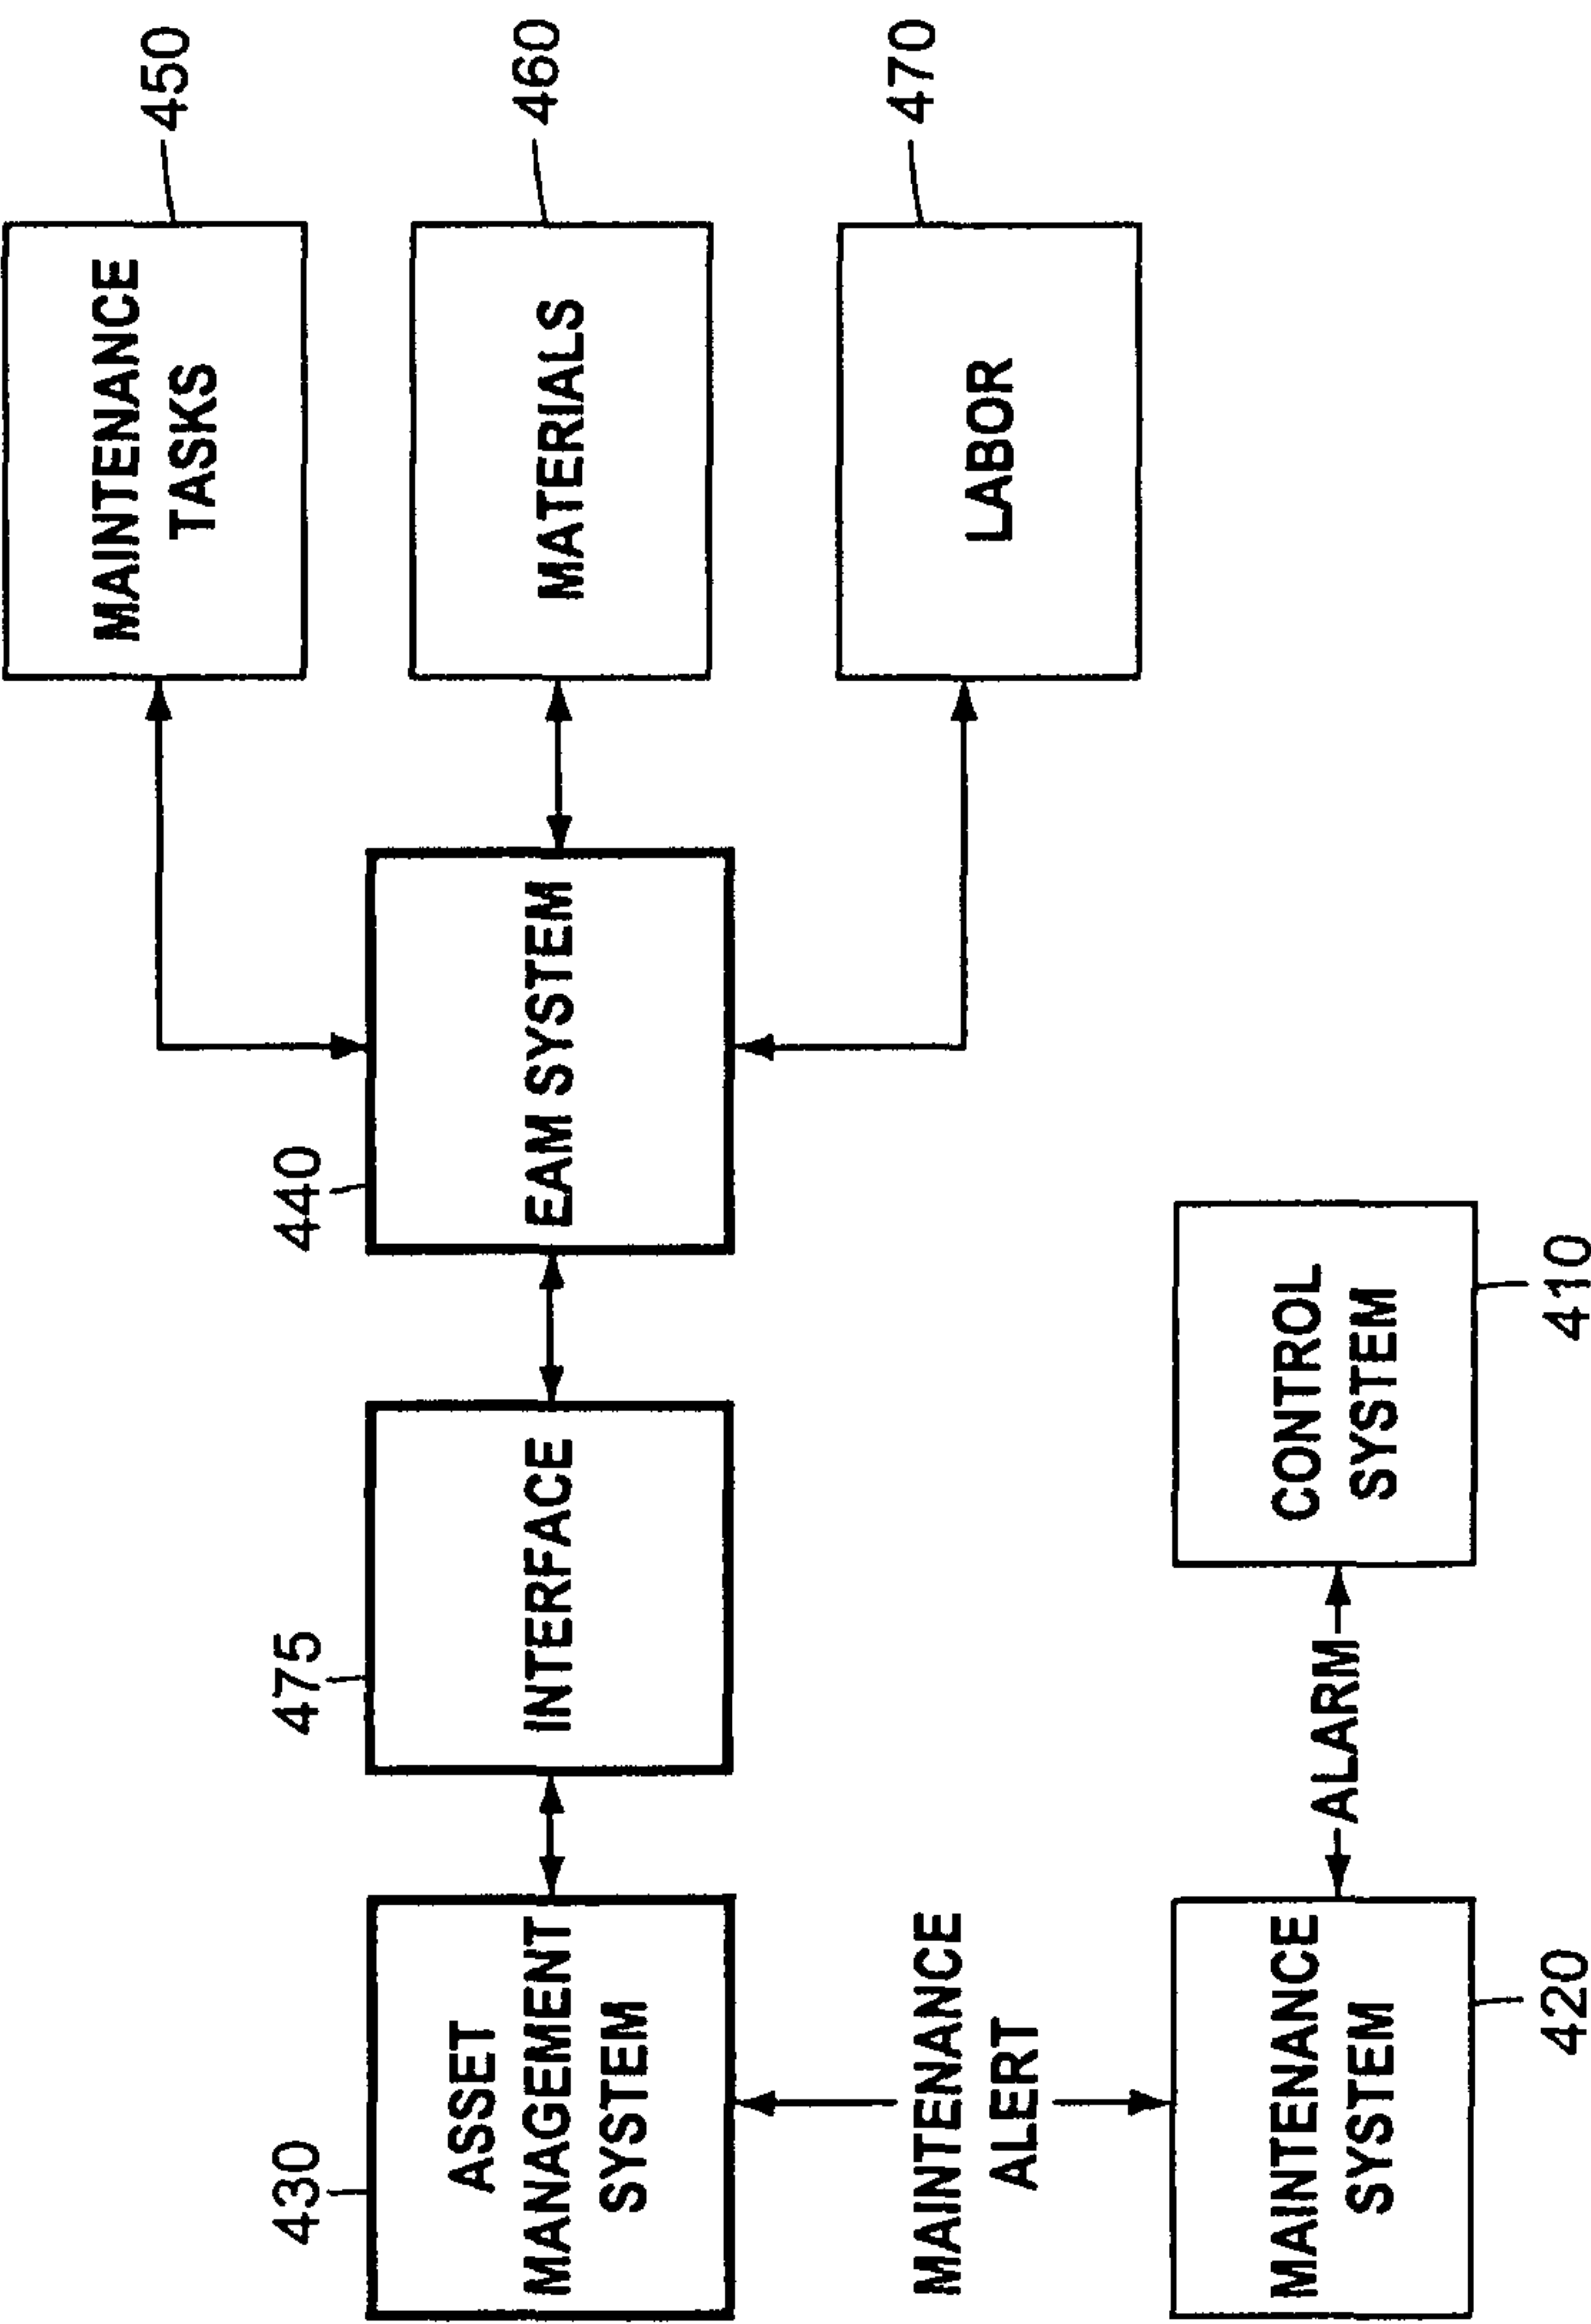 430
ASSET
MANAGEMENT
SYSTEM
475
INTERFACE
440
EAM SYSTEM
MAINTENANCE
TASKS
450
MATERIALS
460
LABOR
470
MAINTENANCE
ALERT
MAINTENANCE
SYSTEM
420
ALARM
CONTROL
SYSTEM
410